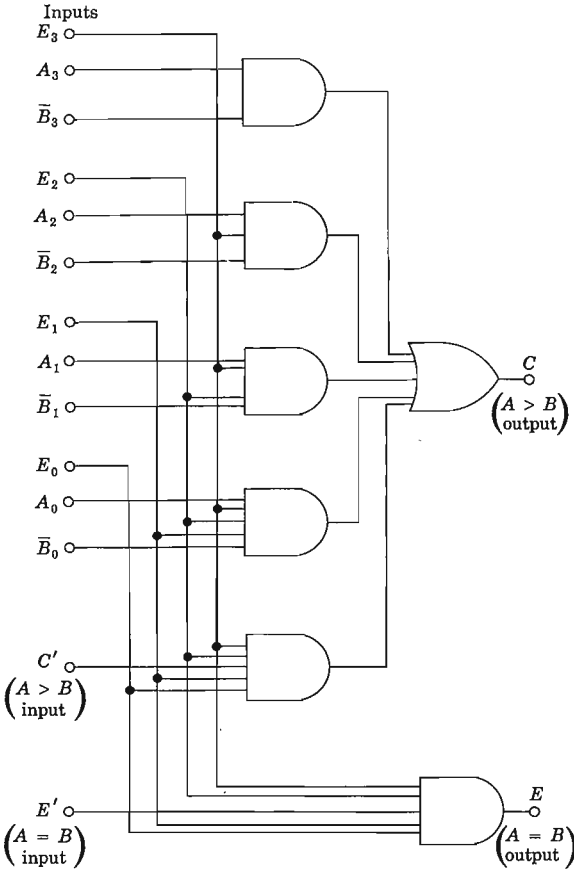 Inputs
E₃
A₃
B̅₃
E₂
A₂
B̅₂
E₁
A₁
B̅₁
E₀
A₀
B̅₀
C
(A > B)
output
C′
(A > B)
input
E′
(A = B)
input
E
(A = B)
output